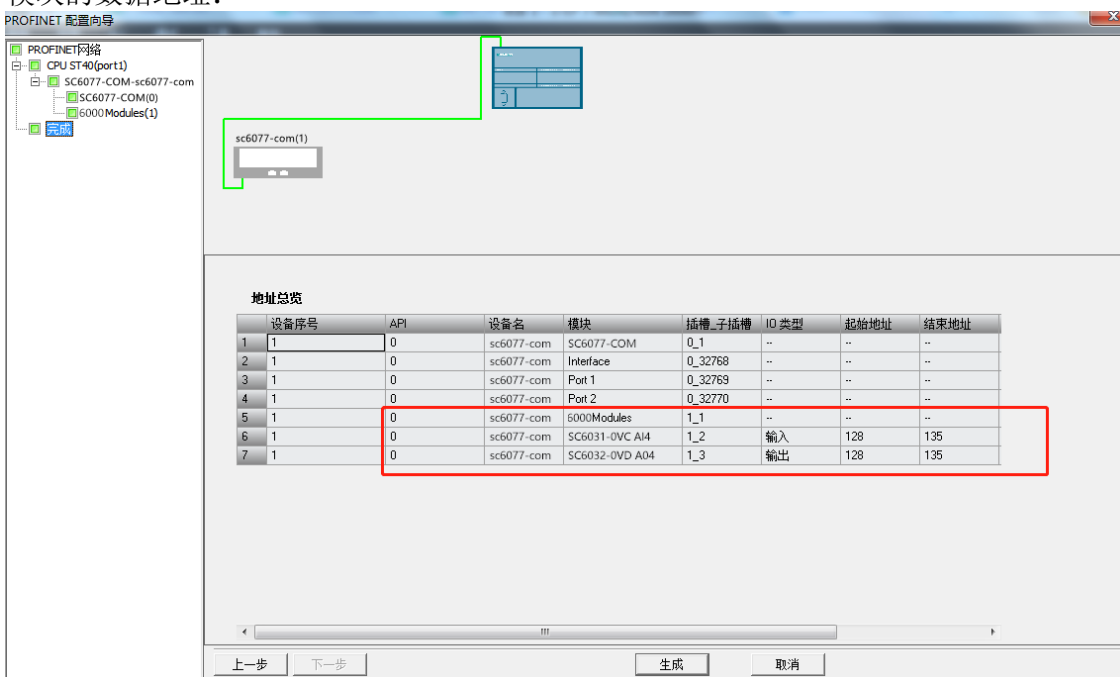 模块的数据地址:
PROFINET 配置向导
PROFINET网络
CPU ST40(port1)
SC6077-COM-sc6077-com
SC6077-COM(0)
6000Modules(1)
完成
sc6077-com(1)
地址总览
设备序号 API 设备名 模块 插槽_子插槽 IO 类型 起始地址 结束地址
1 1 0 sc6077-com SC6077-COM 0_1 -- -- --
2 1 0 sc6077-com Interface 0_32768 -- -- --
3 1 0 sc6077-com Port 1 0_32769 -- -- --
4 1 0 sc6077-com Port 2 0_32770 -- -- --
5 1 0 sc6077-com 6000Modules 1_1 -- -- --
6 1 0 sc6077-com SC6031-0VC AI4 1_2 输入 128 135
7 1 0 sc6077-com SC6032-0VD A04 1_3 输出 128 135
上一步 下一步 生成 取消